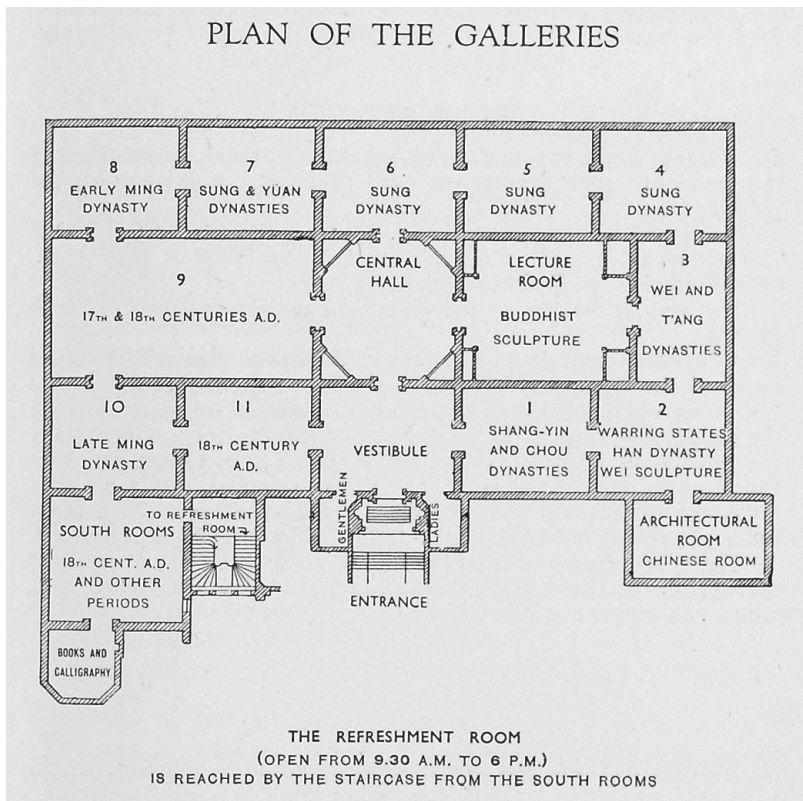 PLAN OF THE GALLERIES
8
EARLY MING
DYNASTY
7
SUNG & YÜAN
DYNASTIES
6
SUNG
DYNASTY
5
SUNG
DYNASTY
4
SUNG
DYNASTY
9
17TH & 18TH CENTURIES A.D.
CENTRAL
HALL
LECTURE
ROOM
BUDDHIST
SCULPTURE
3
WEI AND
T'ANG
DYNASTIES
10
LATE MING
DYNASTY
11
18TH CENTURY
A.D.
VESTIBULE
1
SHANG-YIN
AND CHOU
DYNASTIES
2
WARRING STATES
HAN DYNASTY
WEI SCULPTURE
SOUTH ROOMS
18TH CENT. A.D.
AND OTHER
PERIODS
TO REFRESHMENT
ROOM
GENTLEMEN
LADIES
ENTRANCE
ARCHITECTURAL
ROOM
CHINESE ROOM
BOOKS AND
CALLIGRAPHY
THE REFRESHMENT ROOM
(OPEN FROM 9.30 A.M. TO 6 P.M.)
IS REACHED BY THE STAIRCASE FROM THE SOUTH ROOMS